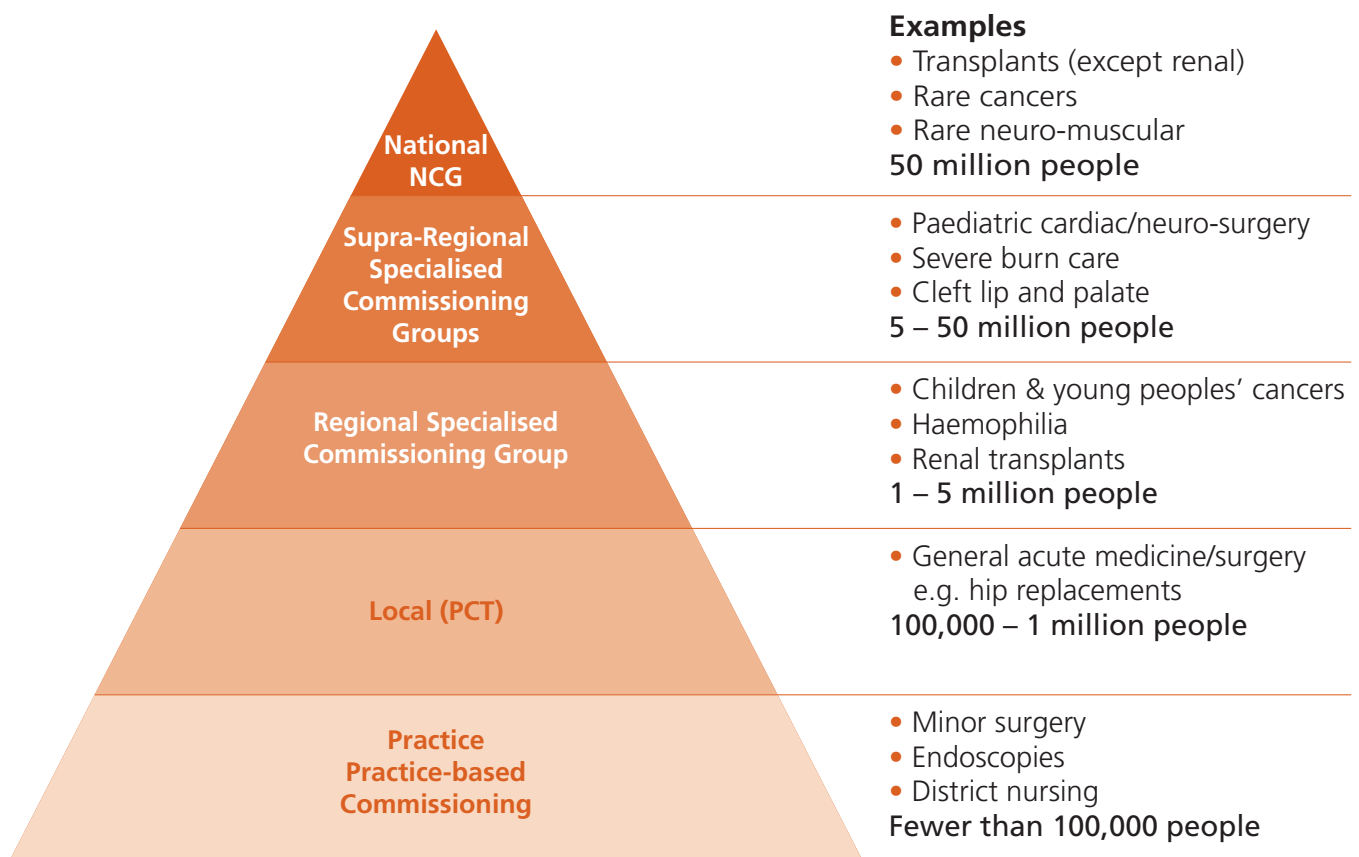 Examples
• Transplants (except renal)
• Rare cancers
• Rare neuro-muscular
50 million people
National
NCG
• Paediatric cardiac/neuro-surgery
• Severe burn care
• Cleft lip and palate
5 – 50 million people
Supra-Regional
Specialised
Commissioning
Groups
• Children & young peoples’ cancers
• Haemophilia
• Renal transplants
1 – 5 million people
Regional Specialised
Commissioning Group
• General acute medicine/surgery
e.g. hip replacements
100,000 – 1 million people
Local (PCT)
• Minor surgery
• Endoscopies
• District nursing
Fewer than 100,000 people
Practice
Practice-based
Commissioning